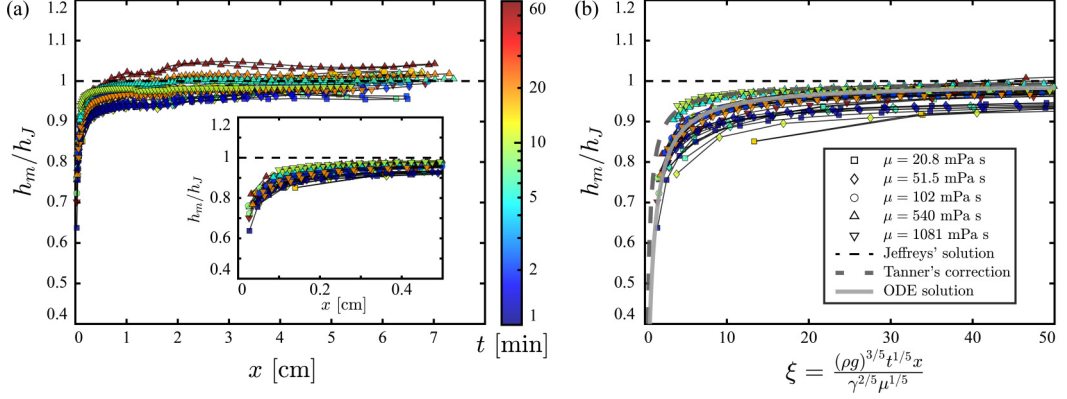 (a)
1.2
1.1
1
0.9
0.8
0.7
0.6
0.5
0.4
h_m/h_J
0 1 2 3 4 5 6 7
x [cm]
1.2
1
0.8
0.6
0.4
h_m/h_J
0 0.2 0.4
x [cm]
60
20
10
5
2
1
t [min]
(b)
1.2
1.1
1
0.9
0.8
0.7
0.6
0.5
0.4
h_m/h_J
0 10 20 30 40 50
ξ = (ρg)^{3/5} t^{1/5} x / γ^{2/5} μ^{1/5}
μ = 20.8 mPa s
μ = 51.5 mPa s
μ = 102 mPa s
μ = 540 mPa s
μ = 1081 mPa s
Jeffreys' solution
Tanner's correction
ODE solution